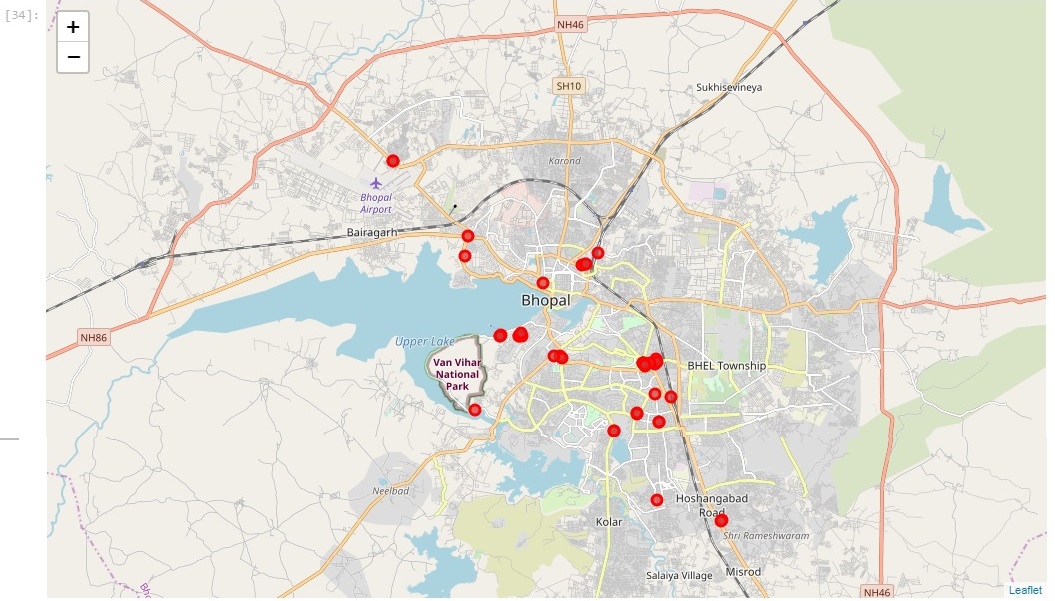 [34]:
+
−
NH46
SH10
Sukhisevineya
Karond
Bhopal
Airport
Bairagarh
Bhopal
NH86
Upper Lake
Van Vihar
National
Park
BHEL Township
Neelbad
Hoshangabad
Road
Kolar
Shri Rameshwaram
Misrod
Salaiya Village
Bho
NH46
Leaflet